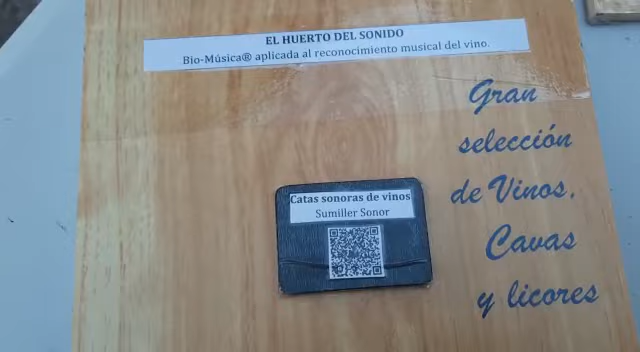 EL HUERTO DEL SONIDO
Bio-Música® aplicada al reconocimiento musical del vino.
Gran
selección
de Vinos,
Cavas
y licores
Catas sonoras de vinos
Sumiller Sonor